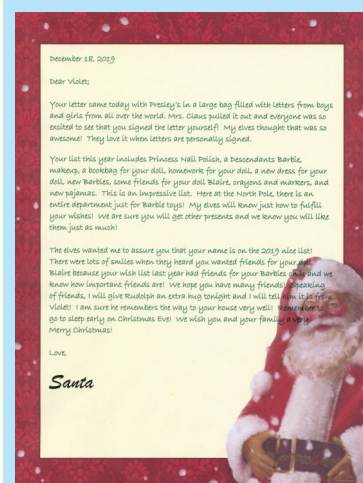 December 18, 2019
Dear Violet;
Your letter came today with Presley's in a large bag filled with letters from boys
and girls from all over the world. Mrs. Claus pulled it out and everyone was so
excited to see that you signed the letter yourself! My elves thought that was so
awesome! They love it when letters are personally signed.
Your list this year includes Princess Nail Polish, a Descendants Barbie,
makeup, a bookbag for your doll, homework for your doll, a new dress for your
doll, new Barbies, some friends for your doll Blaire, crayons and markers, and
new pajamas. This is an impressive list. Here at the North Pole, there is an
entire department just for Barbie toys! My elves will know just how to fulfill
your wishes! We are sure you will get other presents and we know you will like
them just as much!
The elves wanted me to assure you that your name is on the 2019 nice list!
There were lots of smiles when they heard you wanted friends for your doll
Blaire because your wish list last year had friends for your Barbies on it and we
know how important friends are! We hope you have many friends! Speaking
of friends, I will give Rudolph an extra hug tonight and I will tell him it is from
Violet! I am sure he remembers the way to your house very well! Remember to
go to sleep early on Christmas Eve! We wish you and your family a very
Merry Christmas!
Love,
Santa